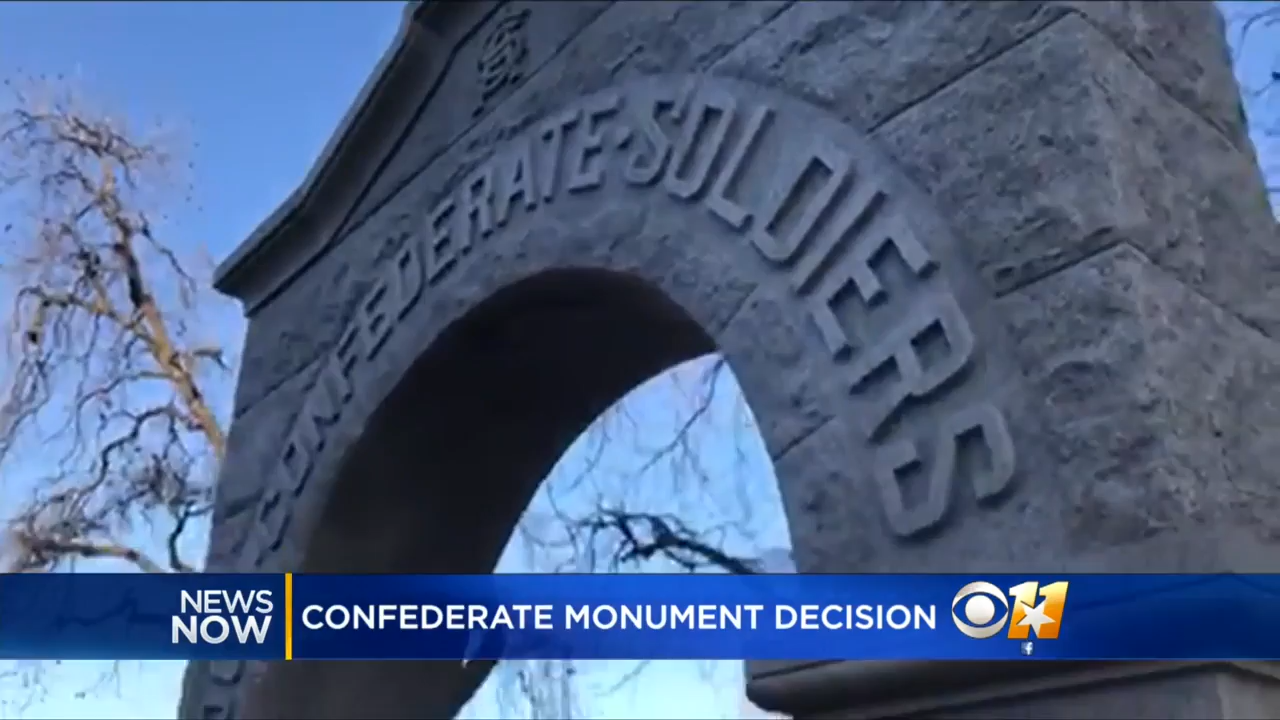 CONFEDERATE·SOLDIERS
NEWS
NOW
CONFEDERATE MONUMENT DECISION
11
f